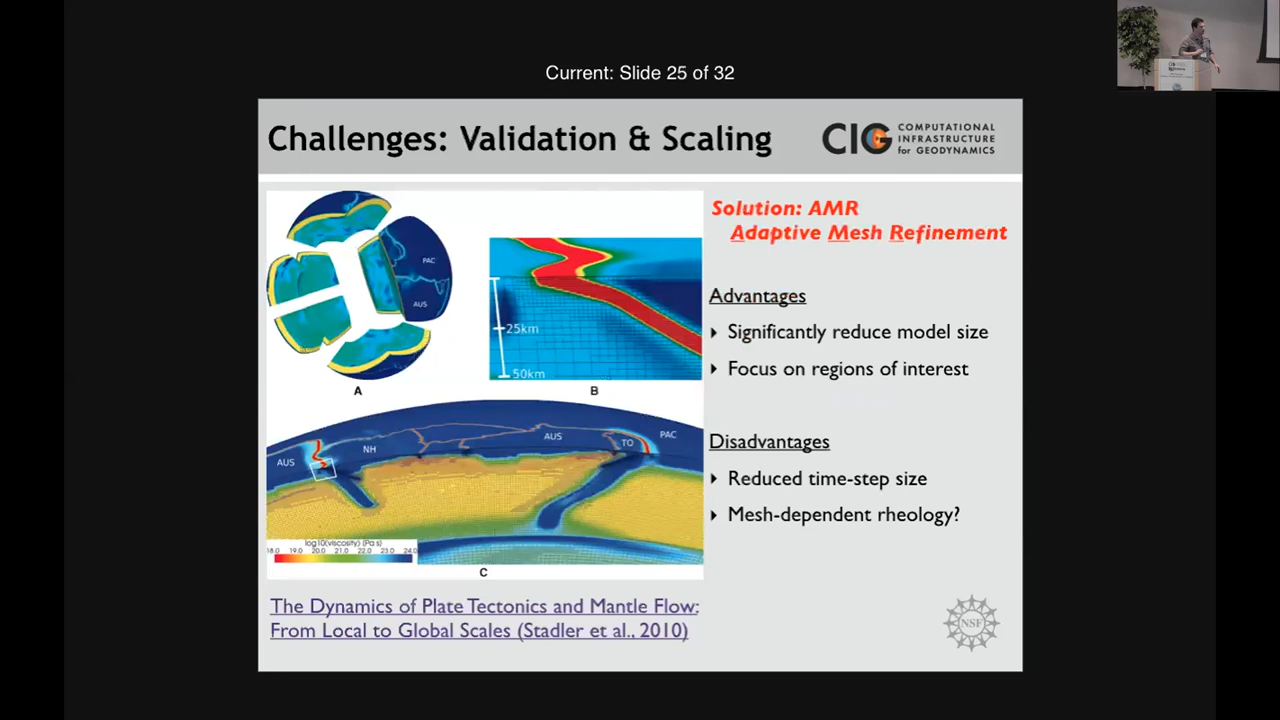 Current: Slide 25 of 32
Challenges: Validation & Scaling
CIG
COMPUTATIONAL
INFRASTRUCTURE
for GEODYNAMICS
PAC
AUS
A
25km
50km
B
AUS
NH
AUS
TO
PAC
log10(viscosity) (Pa s)
18.0 19.0 20.0 21.0 22.0 23.0 24.0
C
Solution: AMR
Adaptive Mesh Refinement
Advantages
Significantly reduce model size
Focus on regions of interest
Disadvantages
Reduced time-step size
Mesh-dependent rheology?
The Dynamics of Plate Tectonics and Mantle Flow:
From Local to Global Scales (Stadler et al., 2010)
NSF